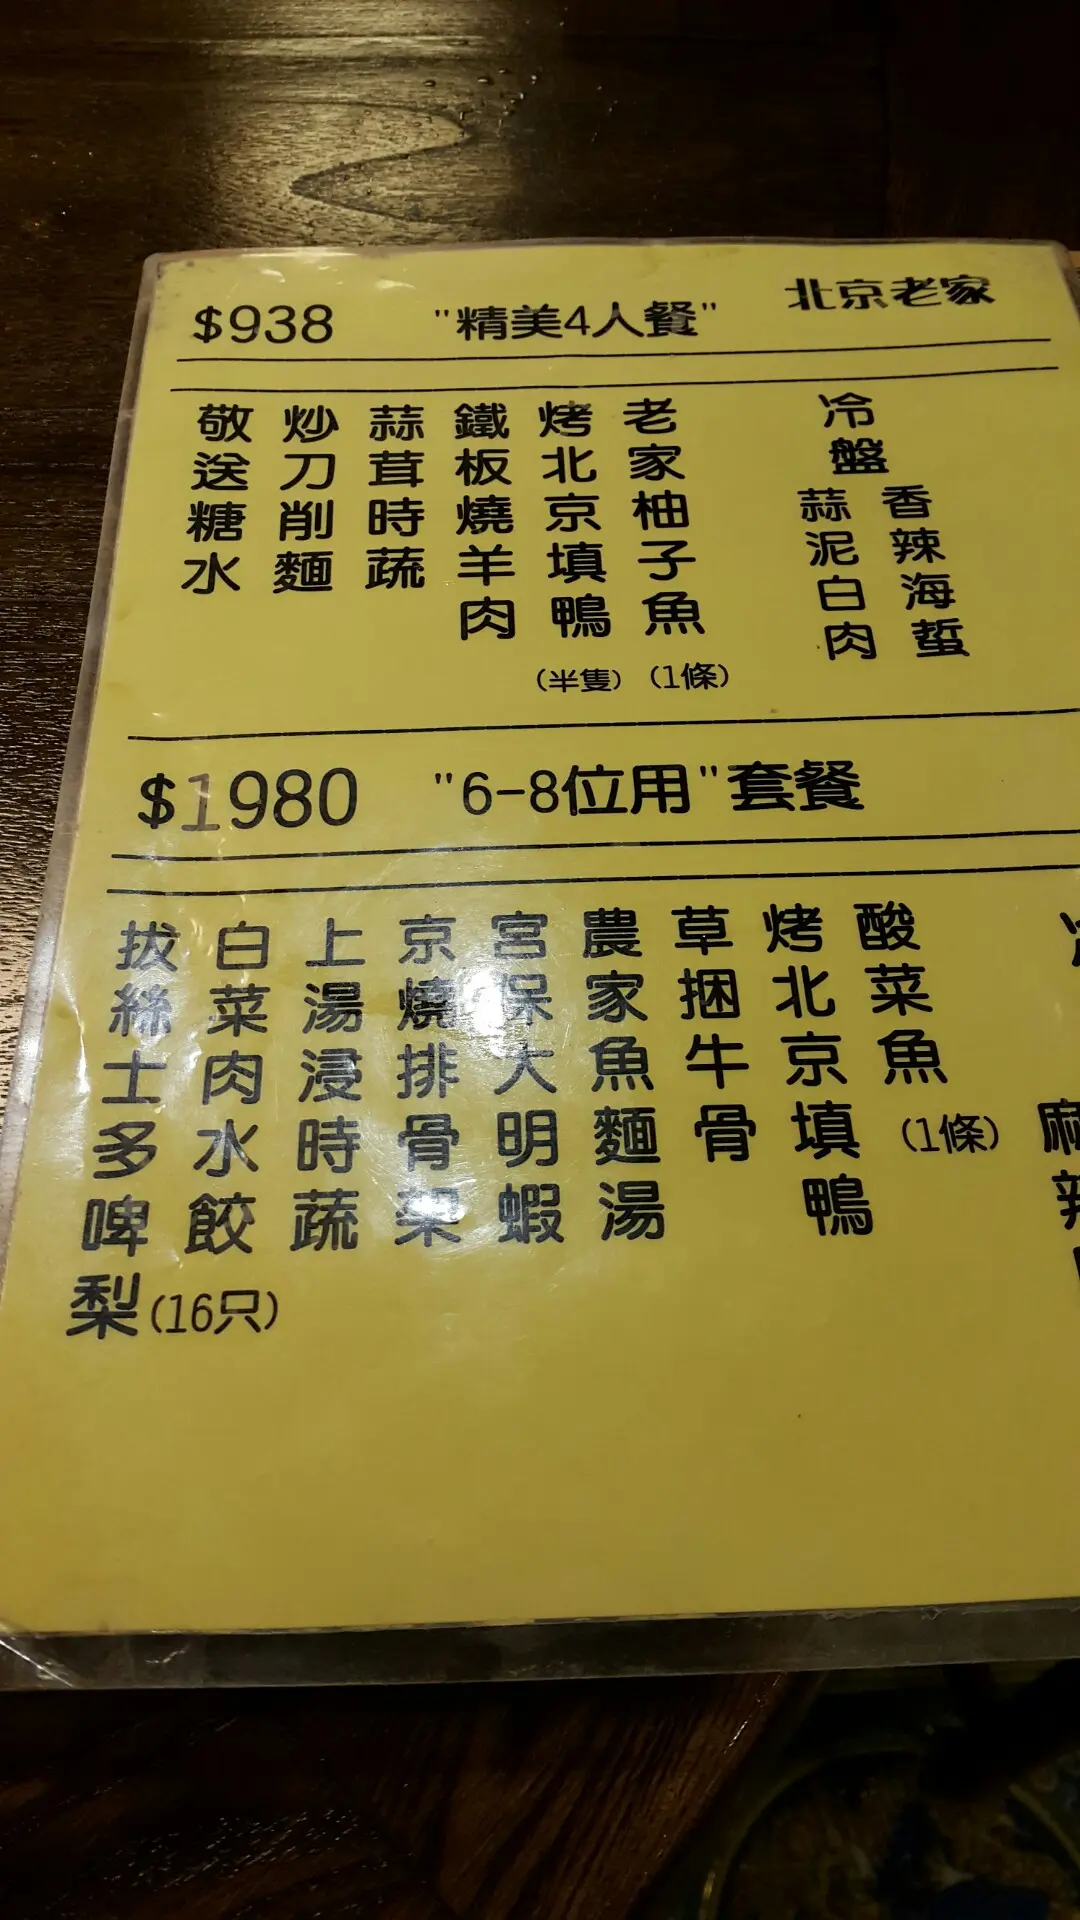 北京老家
$938 "精美4人餐"
冷盤
香辣海蜇
蒜泥白肉
老家柚子魚(1條)
烤北京填鴨(半隻)
鐵板燒羊肉
蒜茸時蔬
炒刀削麵
敬送糖水
$1980 "6-8位用"套餐
酸菜魚(1條)
烤北京填鴨
草捆牛骨
農家魚麵湯
宮保大明蝦
京燒排骨架
上湯浸時蔬
白菜肉水餃(16只)
拔絲士多啤梨